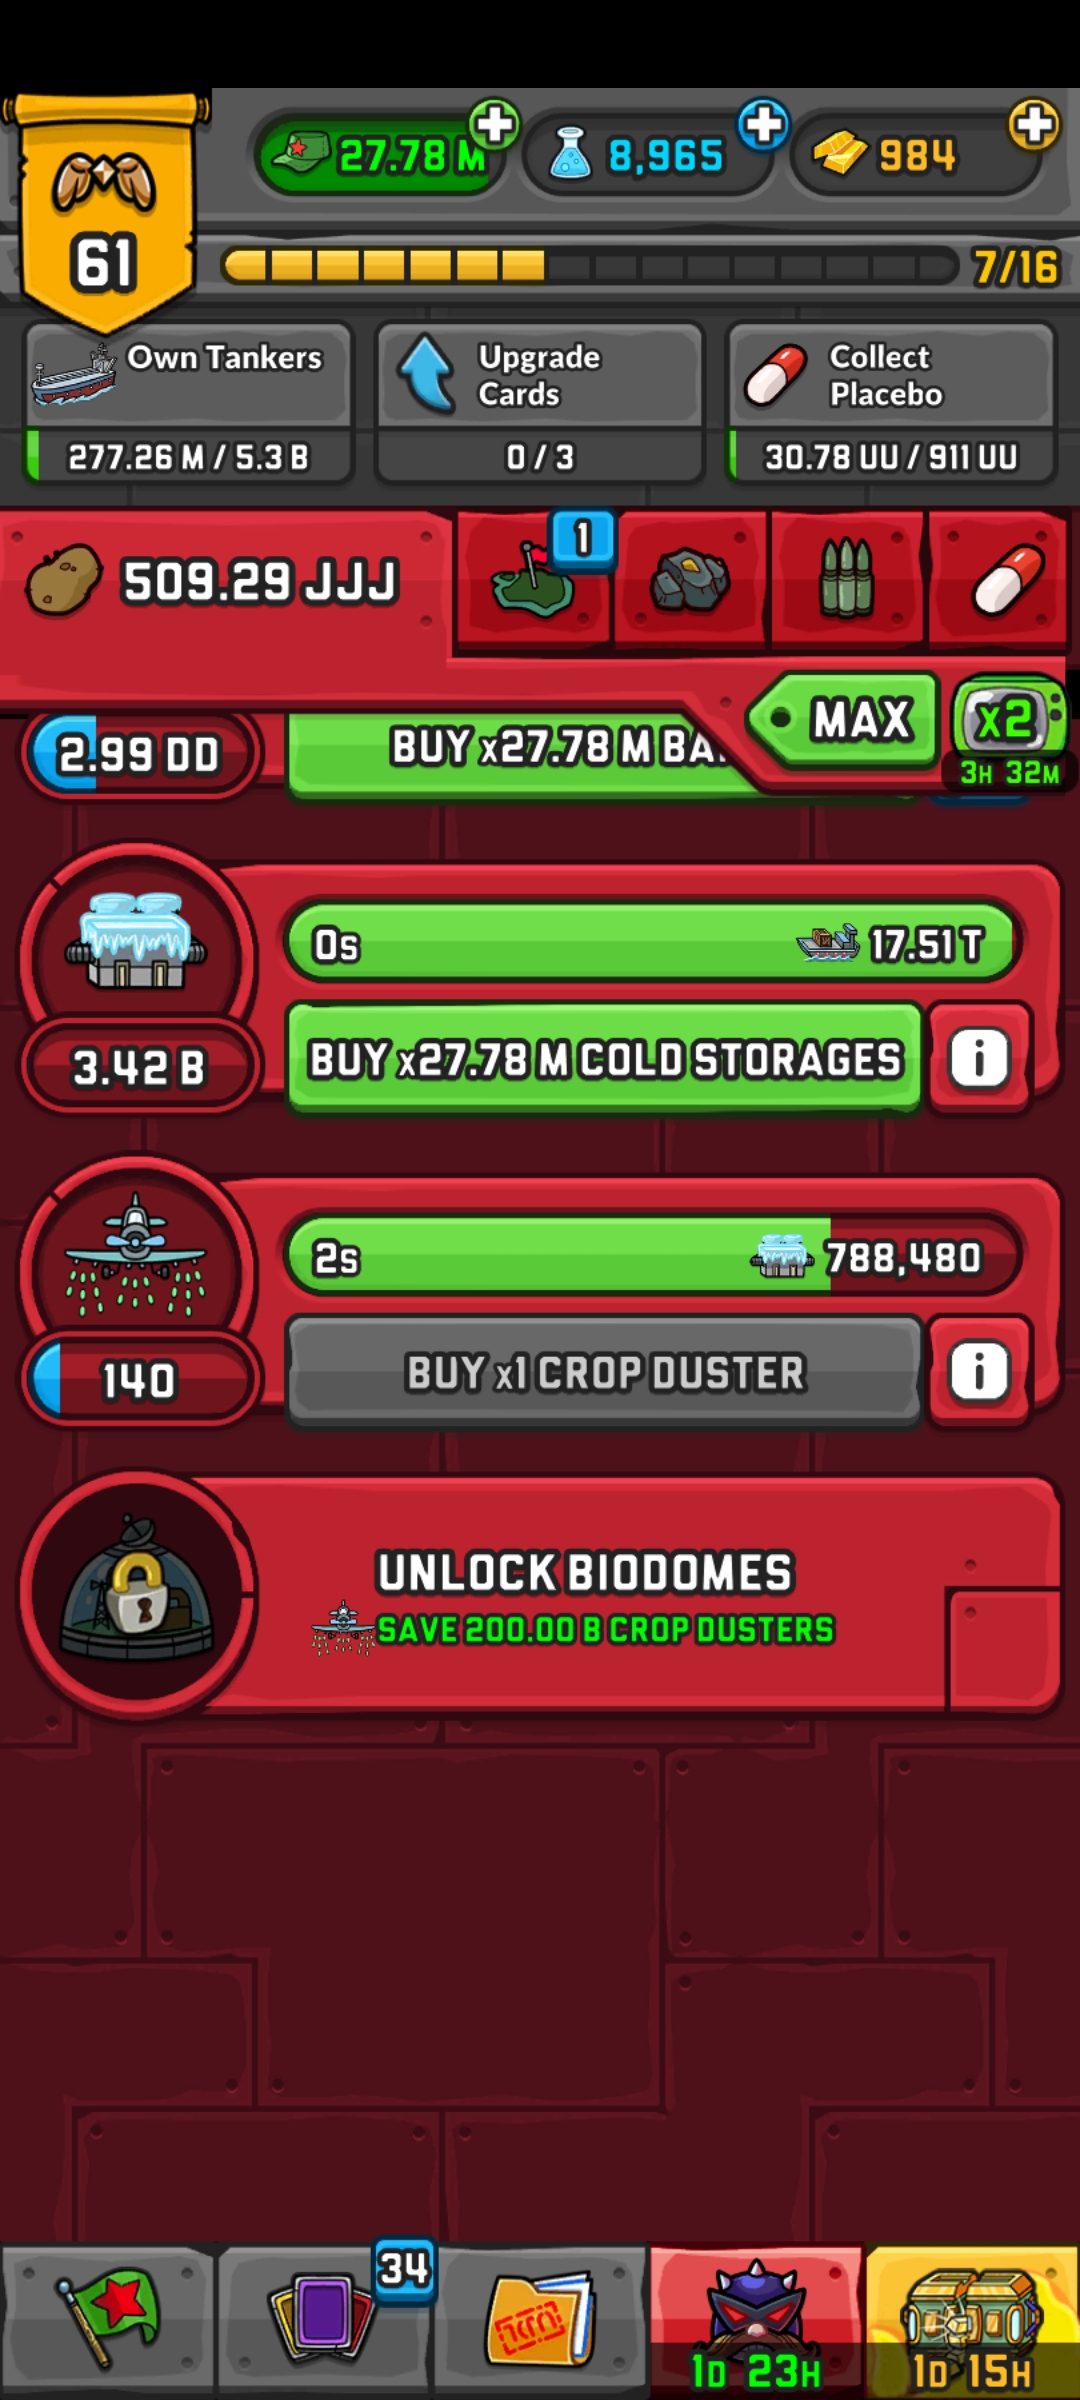 27.78 M
8,965
984
61
7/16
Own Tankers
277.26 M / 5.3 B
Upgrade
Cards
0 / 3
Collect
Placebo
30.78 UU / 911 UU
509.29 JJJ
1
MAX
x2
3H 32M
2.99 DD
BUY x27.78 M
0s
17.51 T
3.42 B
BUY x27.78 M COLD STORAGES
i
2s
788,480
140
BUY x1 CROP DUSTER
i
UNLOCK BIODOMES
SAVE 200.00 B CROP DUSTERS
34
1D 23H
1D 15H